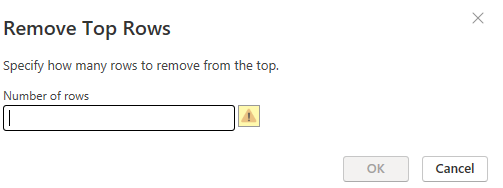 Remove Top Rows
Specify how many rows to remove from the top.
Number of rows
OK
Cancel